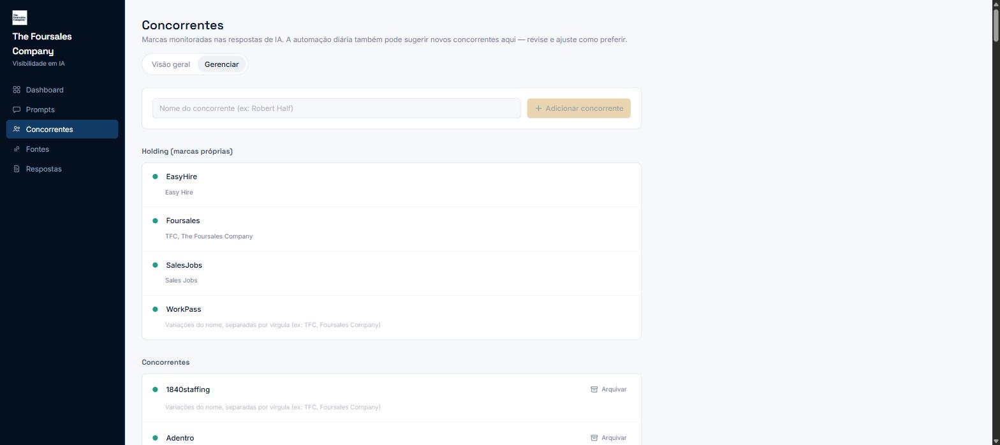 The
Foursales
Company
The Foursales
Company
Visibilidade em IA
Dashboard
Prompts
Concorrentes
Fontes
Respostas
Concorrentes
Marcas monitoradas nas respostas de IA. A automação diária também pode sugerir novos concorrentes aqui — revise e ajuste como preferir.
Visão geral
Gerenciar
Nome do concorrente (ex: Robert Half)
+ Adicionar concorrente
Holding (marcas próprias)
EasyHire
Easy Hire
Foursales
TFC, The Foursales Company
SalesJobs
Sales Jobs
WorkPass
Variações do nome, separadas por vírgula (ex: TFC, Foursales Company)
Concorrentes
1840staffing
Arquivar
Variações do nome, separadas por vírgula (ex: TFC, Foursales Company)
Adentro
Arquivar